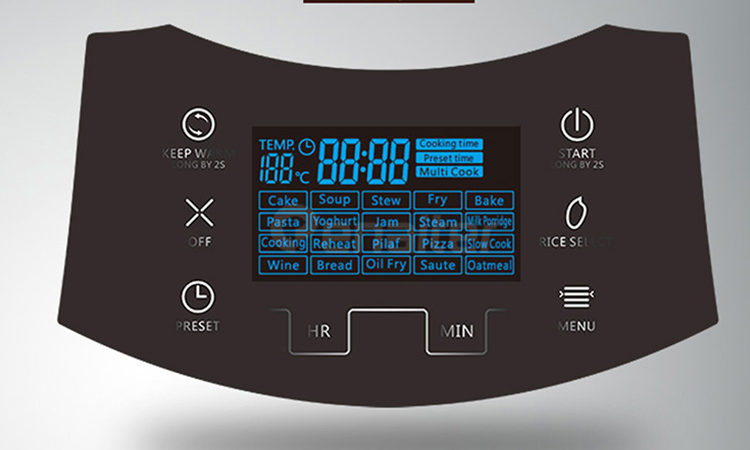 KEEP WARM
LONG BY 2S
OFF
PRESET
TEMP.
188 °C
88:88
Cooking time
Preset time
Multi Cook
Cake Soup Stew Fry Bake
Pasta Yoghurt Jam Steam Milk Porridge
Cooking Reheat Pilaf Pizza Slow Cook
Wine Bread Oil Fry Saute Oatmeal
HR MIN
START
LONG BY 2S
RICE SELECT
MENU